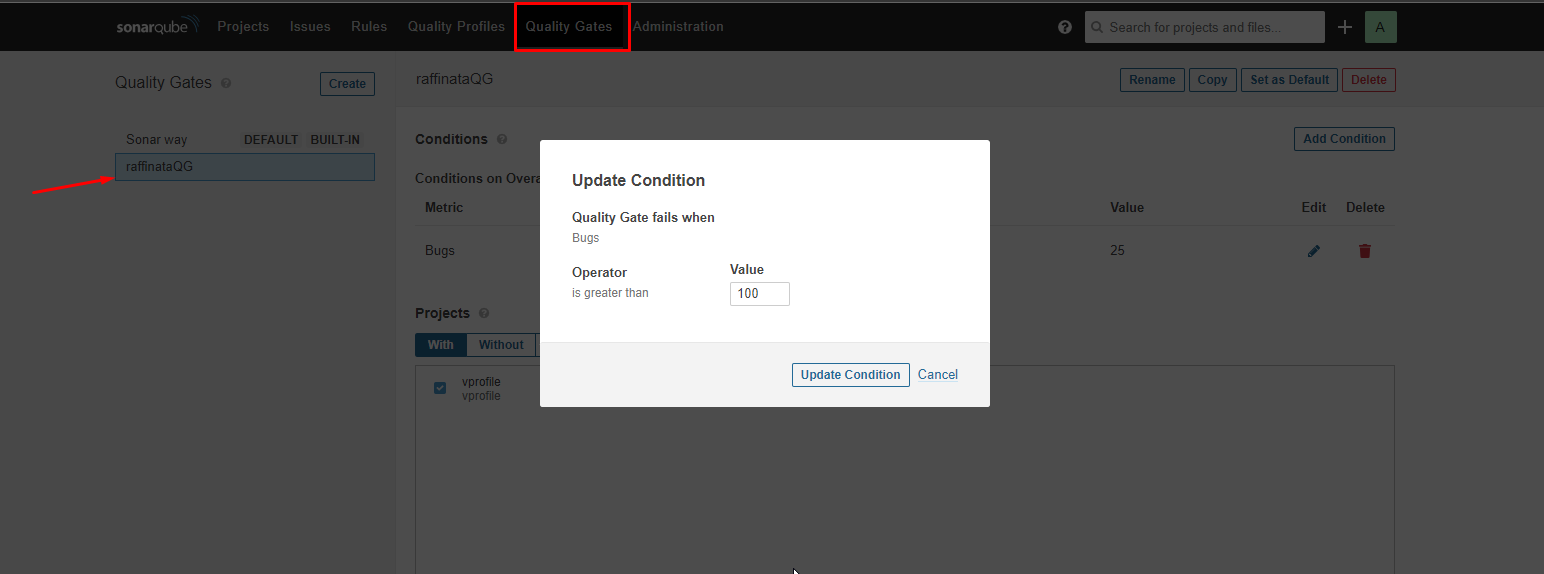 sonarqube Projects Issues Rules Quality Profiles Quality Gates Administration ? Search for projects and files... A
Quality Gates ? Create
Sonar way DEFAULT BUILT-IN
raffinataQG
raffinataQG Rename Copy Set as Default Delete
Conditions ? Add Condition
Conditions on Overa
Metric Value Edit Delete
Bugs 25
Projects ?
With Without
vprofile
vprofile
Update Condition
Quality Gate fails when
Bugs
Operator Value
is greater than 100
Update Condition Cancel